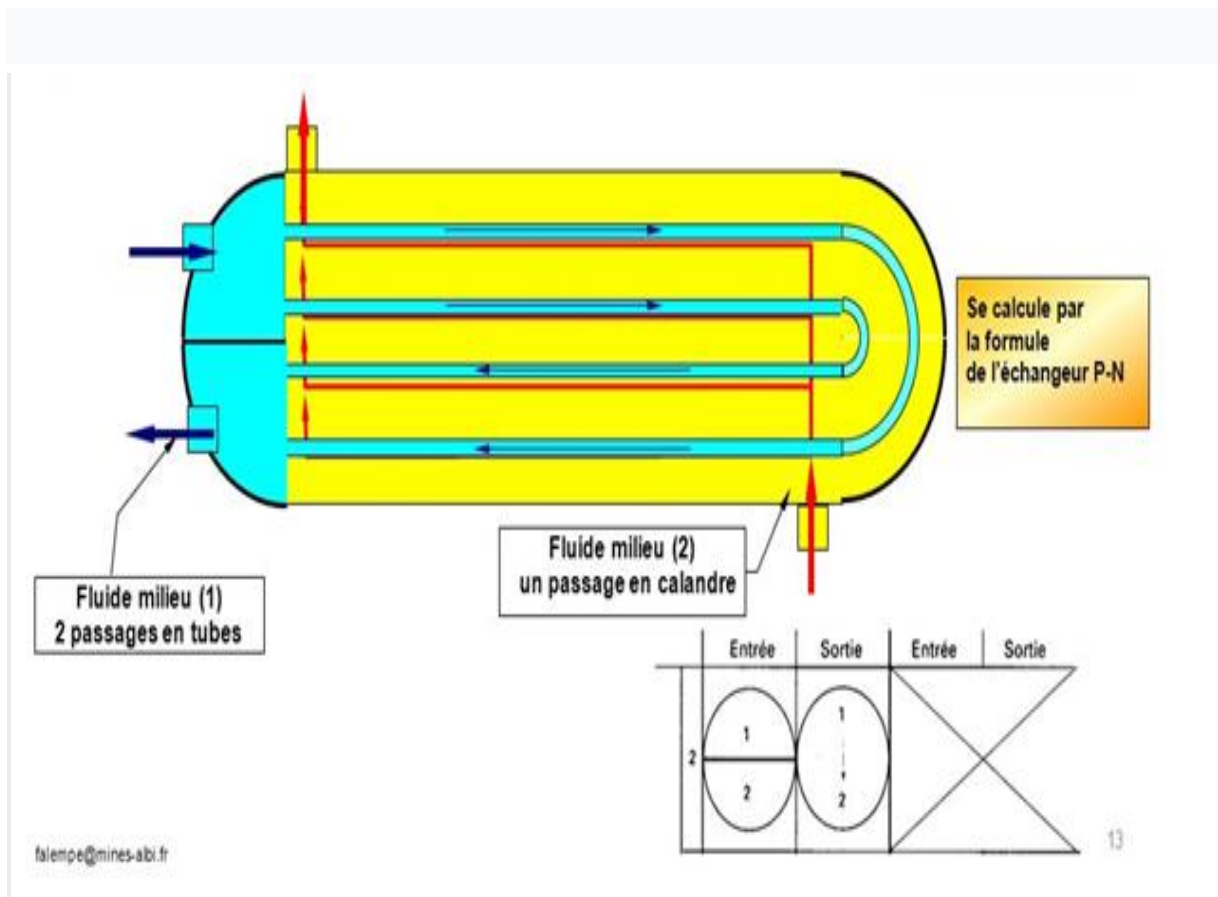 Se calcule par
la formule
de l'échangeur P-N
Fluide milieu (2)
un passage en calandre
Fluide milieu (1)
2 passages en tubes
Entrée Sortie Entrée Sortie
1 1
2
2 2
falempe@mines-albi.fr
13